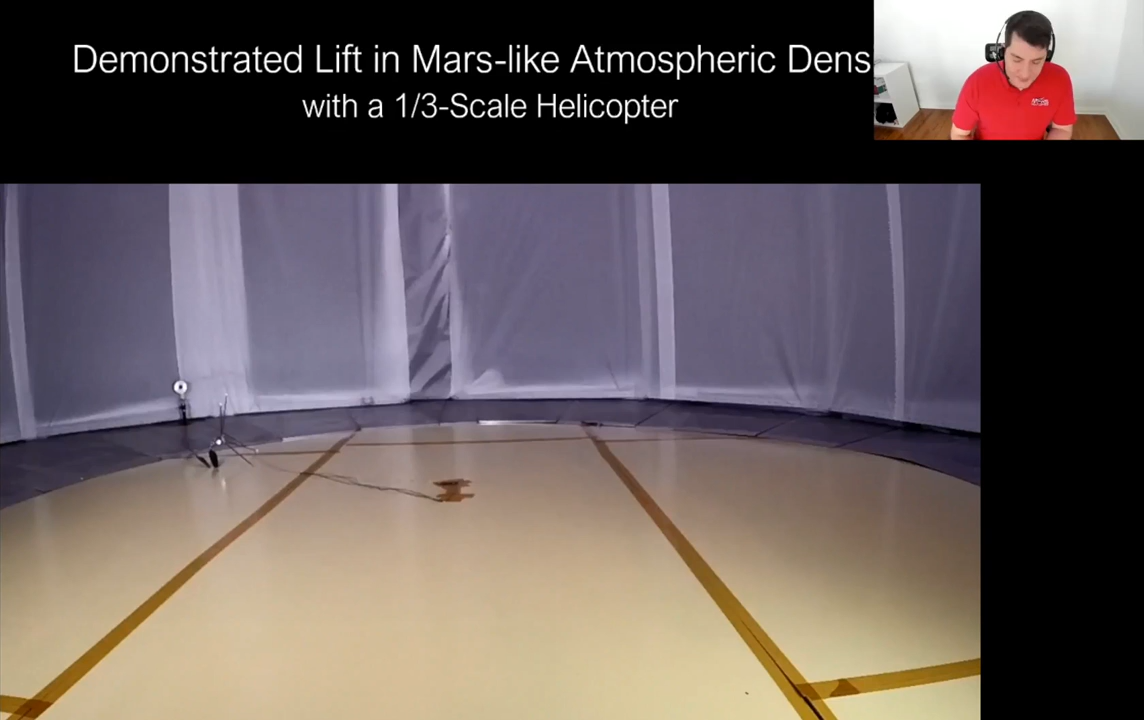 Demonstrated Lift in Mars-like Atmospheric Dens
with a 1/3-Scale Helicopter